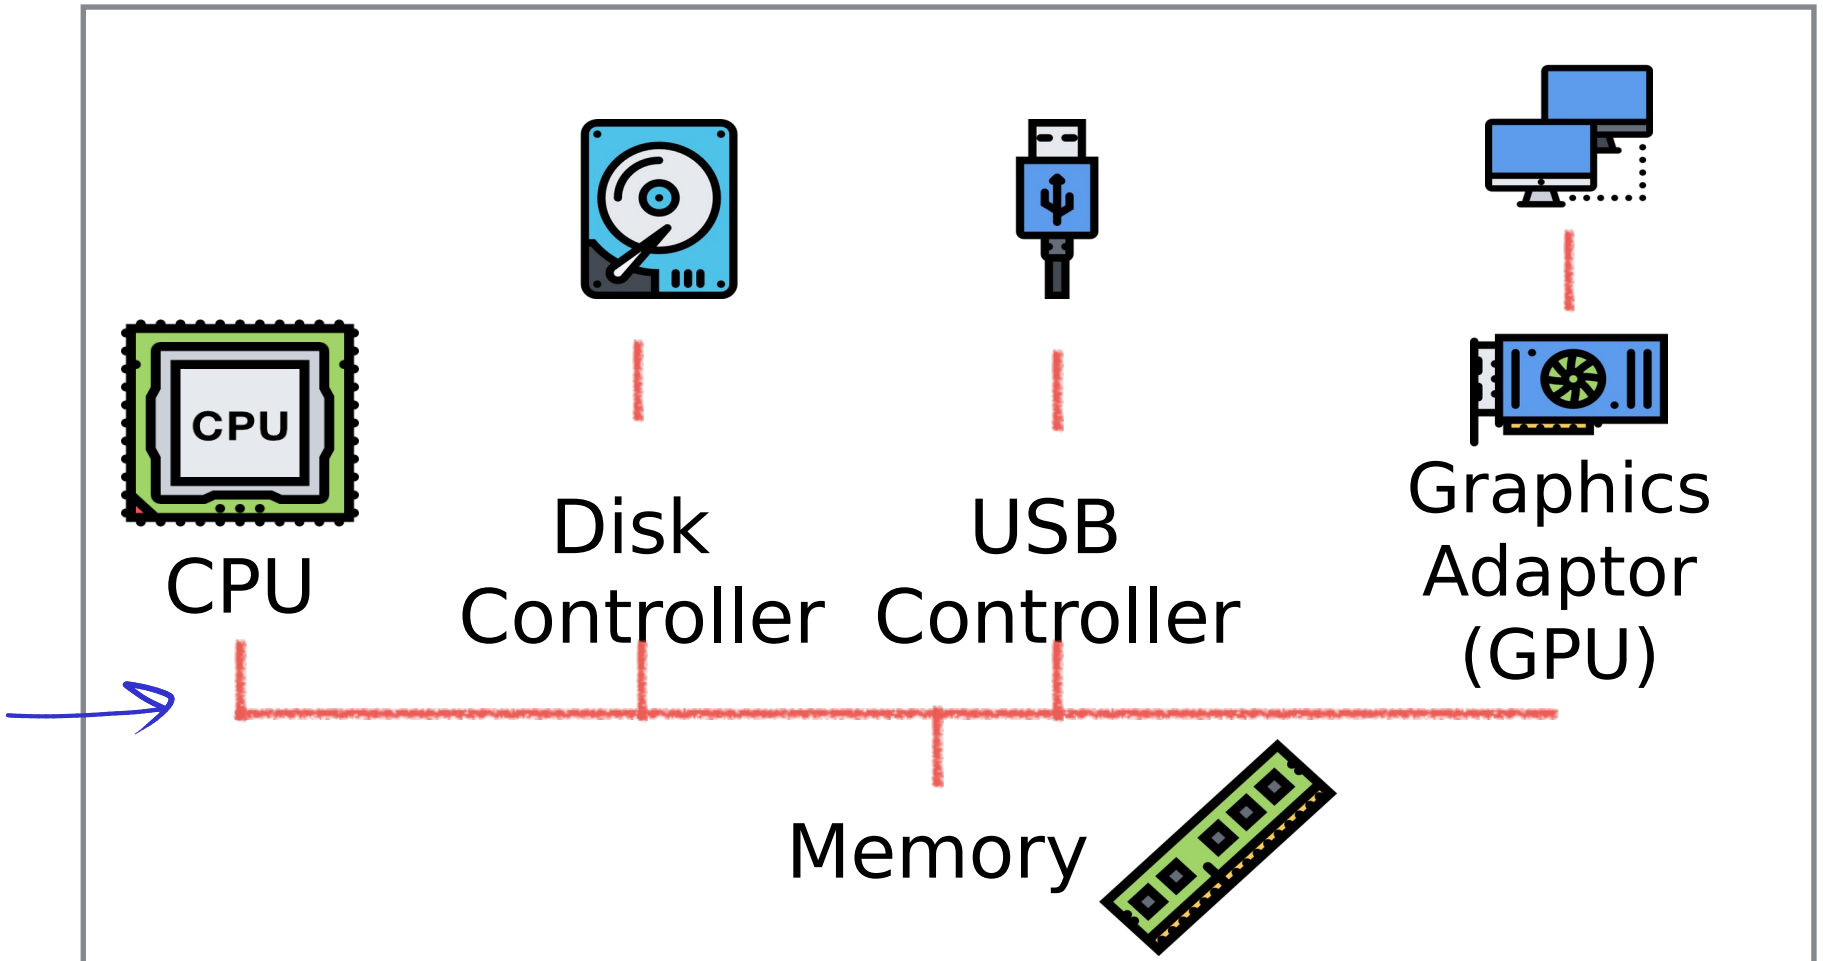 CPU
CPU
Disk
Controller
USB
Controller
Graphics
Adaptor
(GPU)
Memory